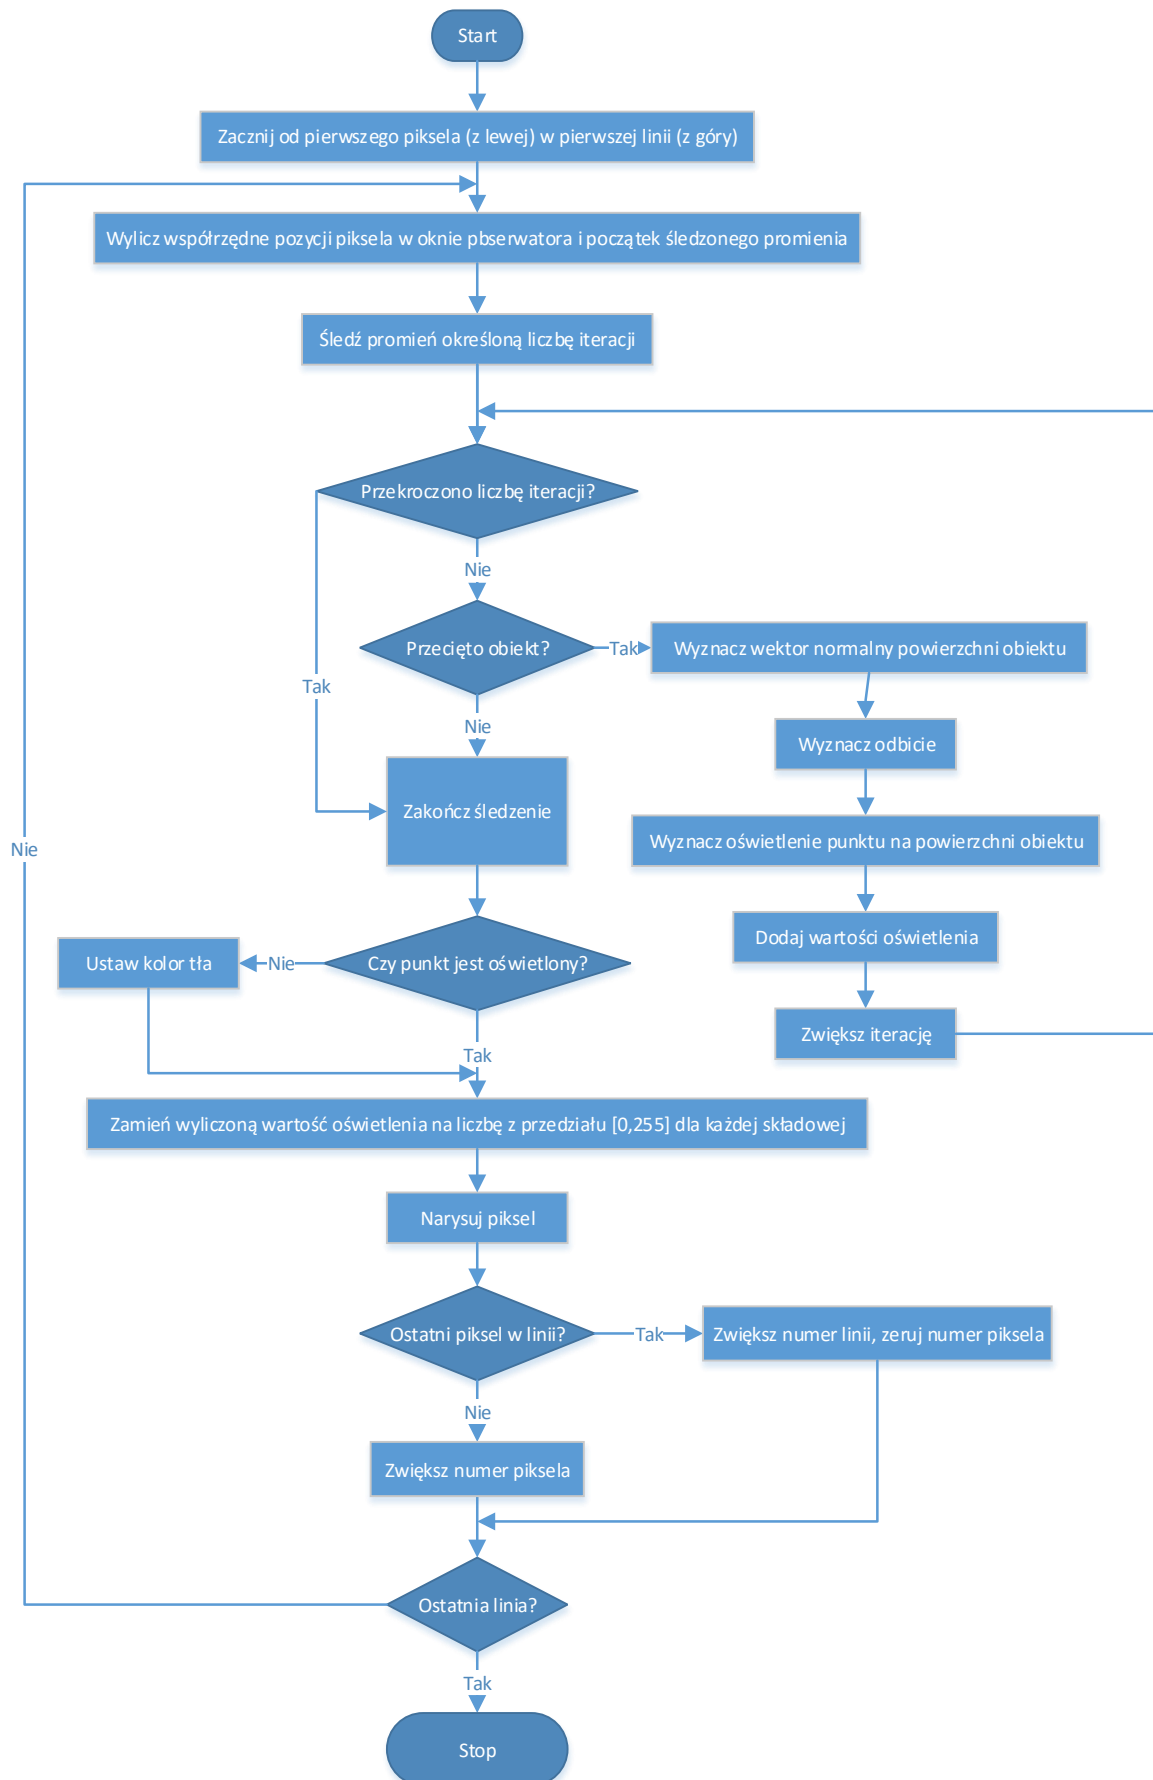 Start
Zacznij od pierwszego piksela (z lewej) w pierwszej linii (z góry)
Wylicz współrzędne pozycji piksela w oknie pbserwatora i początek śledzonego promienia
Śledź promień określoną liczbę iteracji
Przekroczono liczbę iteracji?
Nie
Przecięto obiekt?
Tak
Wyznacz wektor normalny powierzchni obiektu
Tak
Nie
Wyznacz odbicie
Zakończ śledzenie
Wyznacz oświetlenie punktu na powierzchni obiektu
Nie
Dodaj wartości oświetlenia
Ustaw kolor tła
Nie
Czy punkt jest oświetlony?
Zwiększ iterację
Tak
Zamień wyliczoną wartość oświetlenia na liczbę z przedziału [0,255] dla każdej składowej
Narysuj piksel
Ostatni piksel w linii?
Tak
Zwiększ numer linii, zeruj numer piksela
Nie
Zwiększ numer piksela
Ostatnia linia?
Tak
Stop